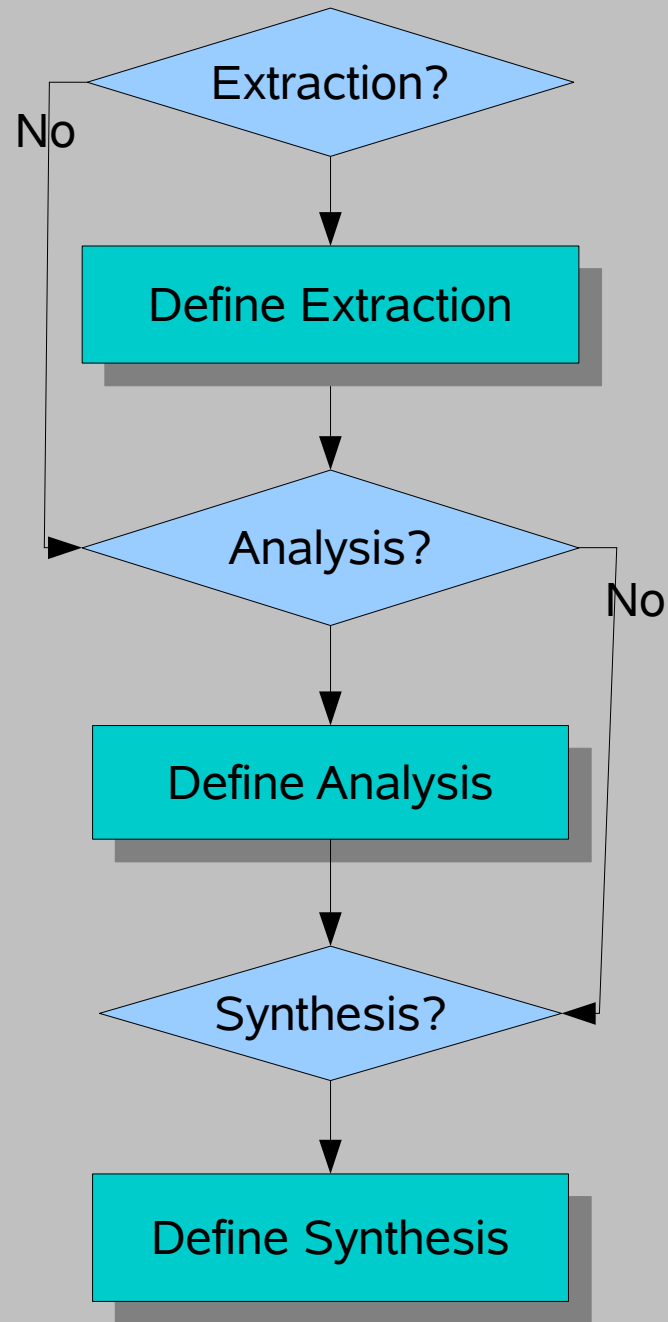 Extraction?
No
Define Extraction
Analysis?
No
Define Analysis
Synthesis?
Define Synthesis